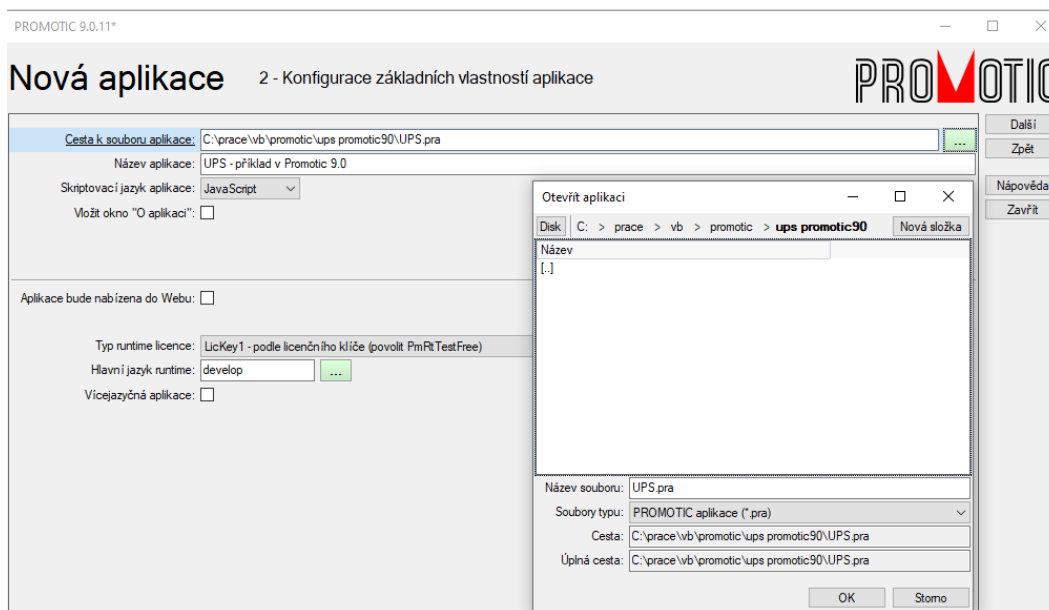 PROMOTIC 9.0.11*
Nová aplikace 2 - Konfigurace základních vlastností aplikace
PROMOTIC
Cesta k souboru aplikace: C:\prace\vb\promotic\ups promotic90\UPS.pra ...
Další
Název aplikace: UPS - příklad v Promotic 9.0
Zpět
Skriptovací jazyk aplikace: JavaScript
Nápověda
Vložit okno "O aplikaci":
Zavřít
Otevřít aplikaci
Disk C: > prace > vb > promotic > ups promotic90 Nová složka
Název
[..]
Aplikace bude nabízena do Webu:
Typ runtime licence: LicKey1 - podle licenčního klíče (povolit PmRtTestFree)
Hlavní jazyk runtime: develop ...
Vícejazyčná aplikace:
Název souboru: UPS.pra
Soubory typu: PROMOTIC aplikace (*.pra)
Cesta: C:\prace\vb\promotic\ups promotic90\UPS.pra
Úplná cesta: C:\prace\vb\promotic\ups promotic90\UPS.pra
OK Storno